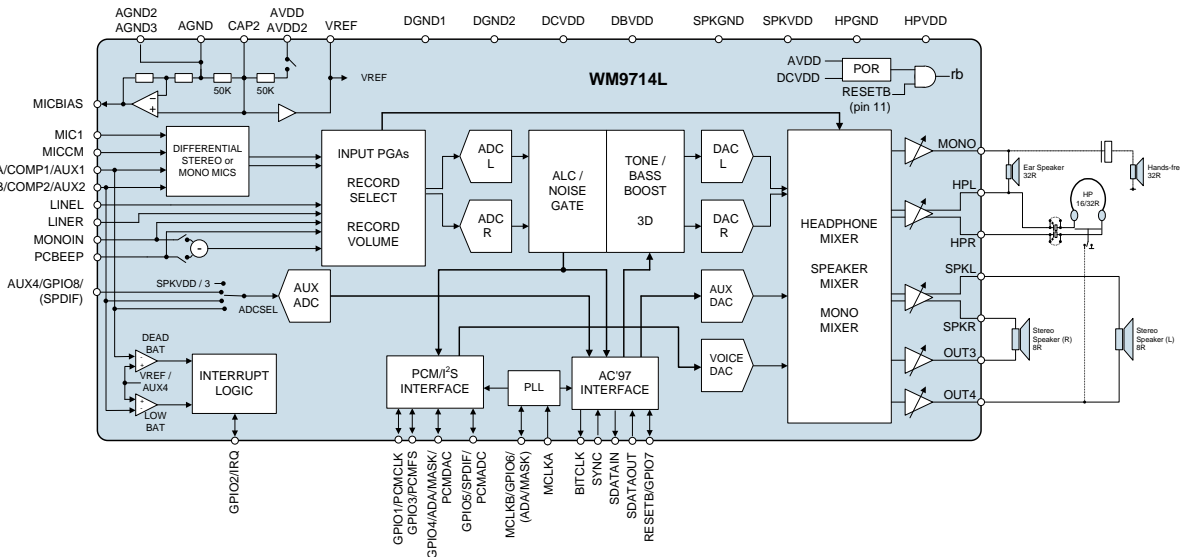 AGND2
AGND3
AGND
CAP2
AVDD
AVDD2
VREF
DGND1
DGND2
DCVDD
DBVDD
SPKGND
SPKVDD
HPGND
HPVDD
WM9714L
VREF
50K
50K
AVDD
DCVDD
POR
RESETB
(pin 11)
rb
MICBIAS
MIC1
MICCM
A/COMP1/AUX1
B/COMP2/AUX2
LINEL
LINER
MONOIN
PCBEEP
AUX4/GPIO8/
(SPDIF)
DIFFERENTIAL
STEREO or
MONO MICS
INPUT PGAs
RECORD
SELECT
RECORD
VOLUME
ADC
L
ADC
R
ALC /
NOISE
GATE
TONE /
BASS
BOOST
3D
DAC
L
DAC
R
HEADPHONE
MIXER
SPEAKER
MIXER
MONO
MIXER
MONO
HPL
HPR
SPKL
SPKR
OUT3
OUT4
Ear Speaker
32R
Hands-fre
32R
HP
16/32R
Stereo
Speaker (R)
8R
Stereo
Speaker (L)
8R
-
SPKVDD / 3
ADCSEL
AUX
ADC
AUX
DAC
VOICE
DAC
DEAD
BAT
VREF /
AUX4
LOW
BAT
INTERRUPT
LOGIC
PCM/I²S
INTERFACE
PLL
AC'97
INTERFACE
GPIO2/IRQ
GPIO1/PCMCLK
GPIO3/PCMFS
GPIO4/ADA/MASK/
PCMDAC
GPIO5/SPDIF/
PCMADC
MCLKB/GPIO6/
(ADA/MASK)
MCLKA
BITCLK
SYNC
SDATAIN
SDATAOUT
RESETB/GPIO7